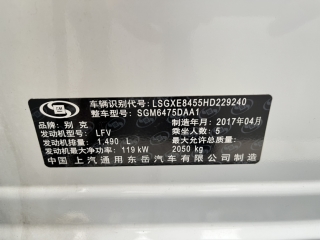 车辆识别代号: LSGXE8455HD229240
整车型号: SGM6475DAA1
品牌: 别克 制造年月: 2017年04月
发动机型号: LFV 乘坐人数: 5
发动机排量: 1.490 L 最大允许总质量:
发动机最大净功率: 119 kW 2050 kg
中国 上汽通用东岳汽车有限公司制造